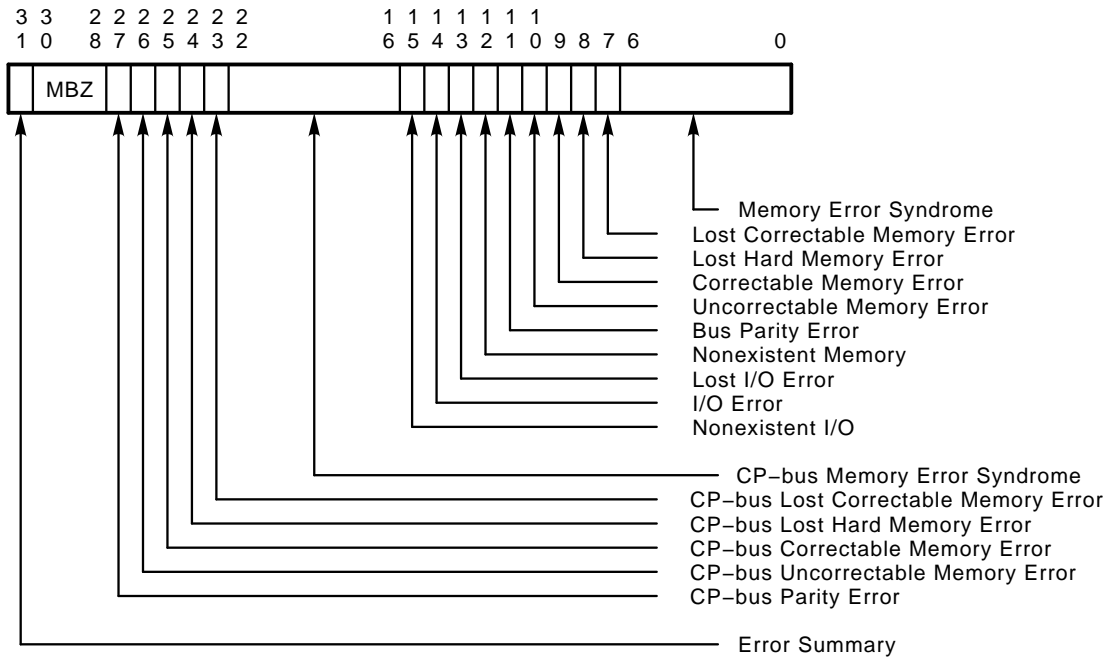 3 3 2 2 2 2 2 2 2 1 1 1 1 1 1 1
1 0 8 7 6 5 4 3 2 6 5 4 3 2 1 0 9 8 7 6 0
MBZ
Memory Error Syndrome
Lost Correctable Memory Error
Lost Hard Memory Error
Correctable Memory Error
Uncorrectable Memory Error
Bus Parity Error
Nonexistent Memory
Lost I/O Error
I/O Error
Nonexistent I/O
CP−bus Memory Error Syndrome
CP−bus Lost Correctable Memory Error
CP−bus Lost Hard Memory Error
CP−bus Correctable Memory Error
CP−bus Uncorrectable Memory Error
CP−bus Parity Error
Error Summary